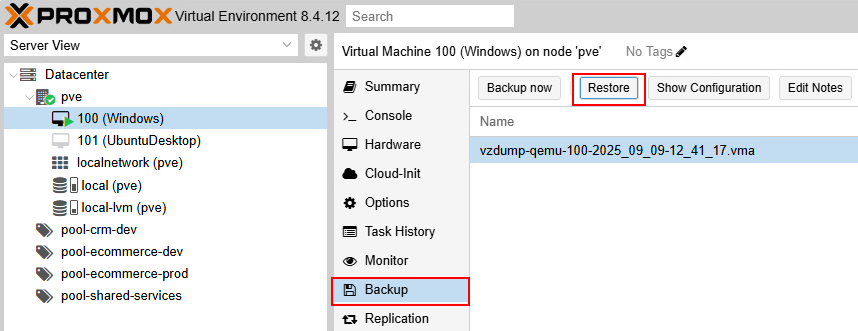 PROXMOX Virtual Environment 8.4.12 Search
Server View
Datacenter
pve
100 (Windows)
101 (UbuntuDesktop)
localnetwork (pve)
local (pve)
local-lvm (pve)
pool-crm-dev
pool-ecommerce-dev
pool-ecommerce-prod
pool-shared-services
Virtual Machine 100 (Windows) on node 'pve' No Tags
Summary
Console
Hardware
Cloud-Init
Options
Task History
Monitor
Backup
Replication
Backup now Restore Show Configuration Edit Notes
Name
vzdump-qemu-100-2025_09_09-12_41_17.vma